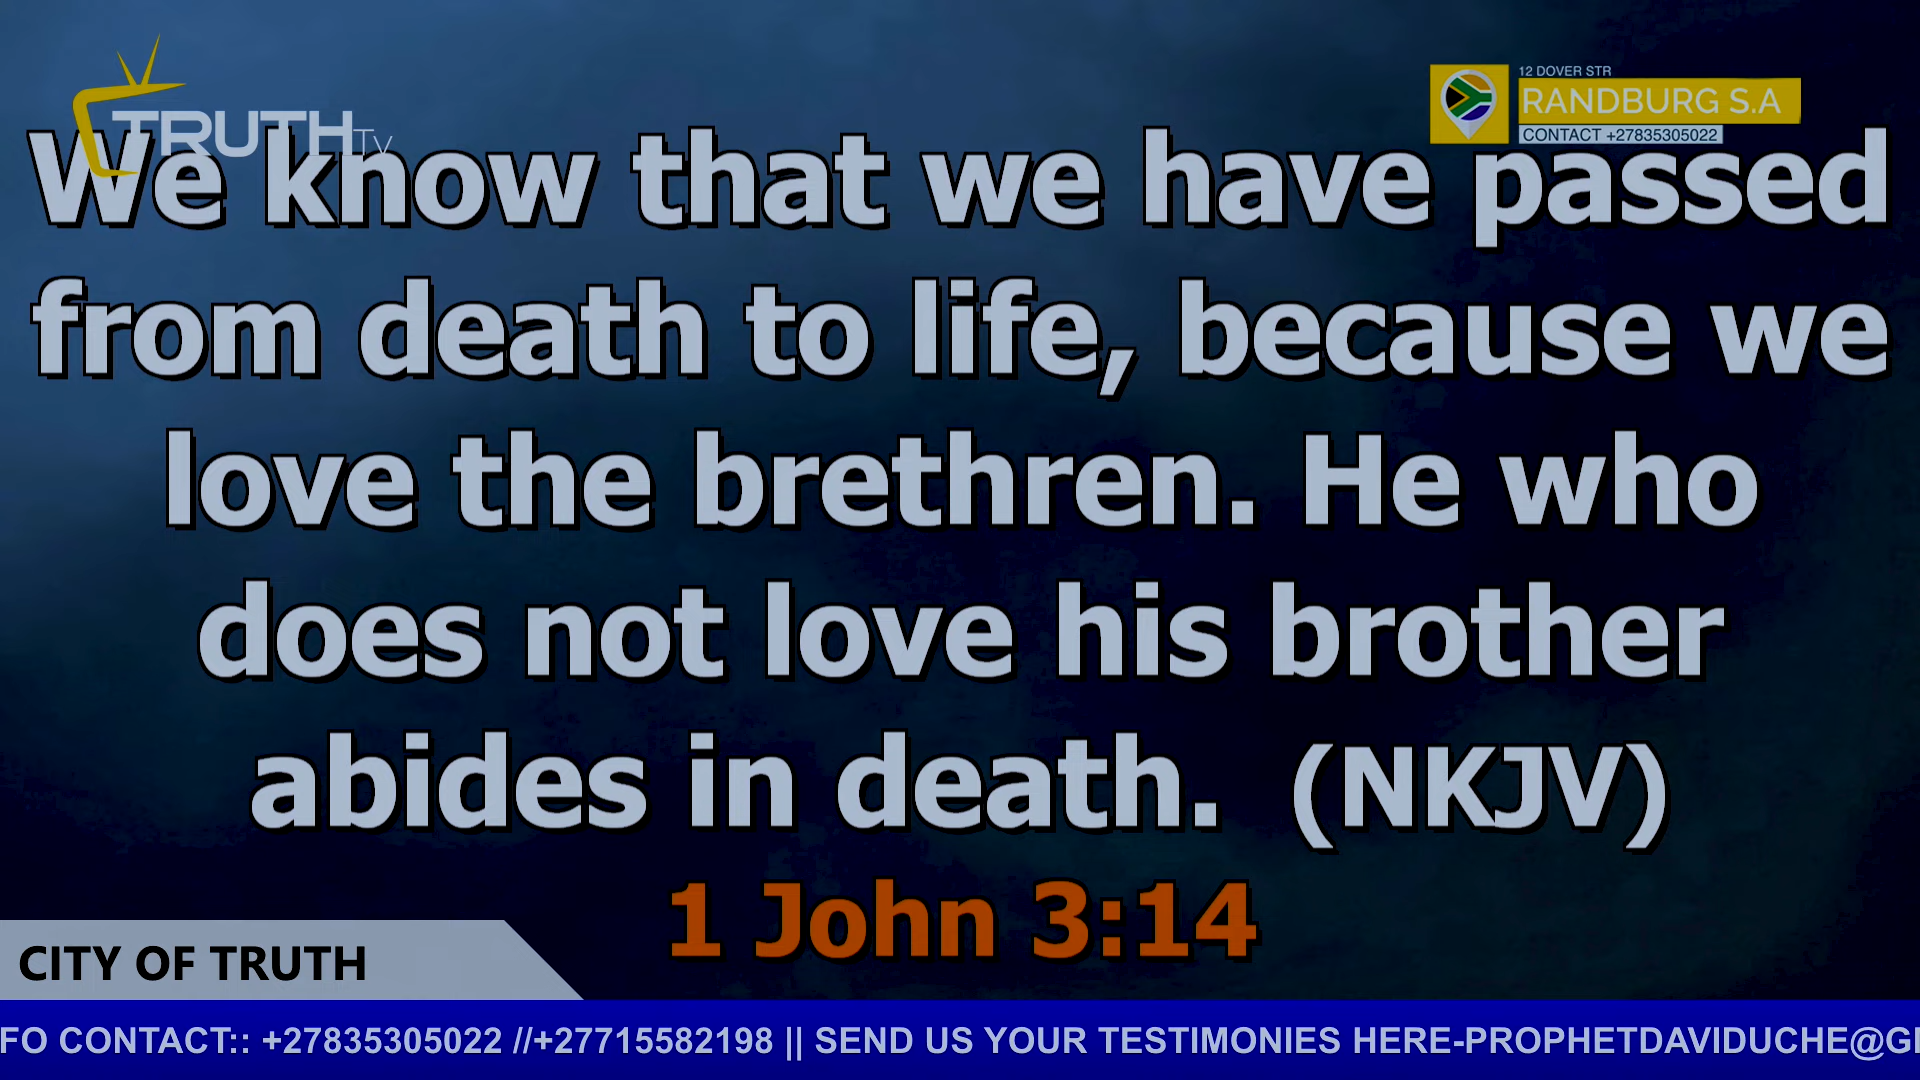 TRUTH Tv
12 DOVER STR
RANDBURG S.A
CONTACT +27835305022
We know that we have passed
from death to life, because we
love the brethren. He who
does not love his brother
abides in death. (NKJV)
1 John 3:14
CITY OF TRUTH
FO CONTACT:: +27835305022 //+27715582198 || SEND US YOUR TESTIMONIES HERE-PROPHETDAVIDUCHE@G